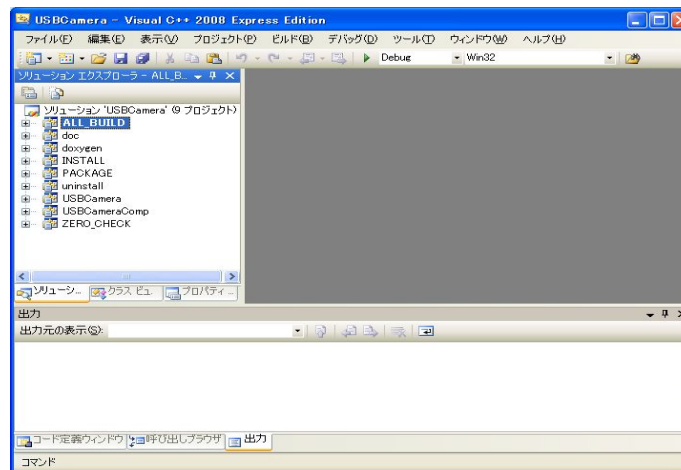 USBCamera - Visual C++ 2008 Express Edition
ファイル(F) 編集(E) 表示(V) プロジェクト(P) ビルド(B) デバッグ(D) ツール(T) ウィンドウ(W) ヘルプ(H)
Debug Win32
ソリューション エクスプローラ - ALL_B...
ソリューション 'USBCamera' (9 プロジェクト)
ALL_BUILD
doc
doxygen
INSTALL
PACKAGE
uninstall
USBCamera
USBCameraComp
ZERO_CHECK
ソリューシ... クラス ビュ... プロパティ ...
出力
出力元の表示(S):
コード定義ウィンドウ 呼び出しブラウザ 出力
コマンド